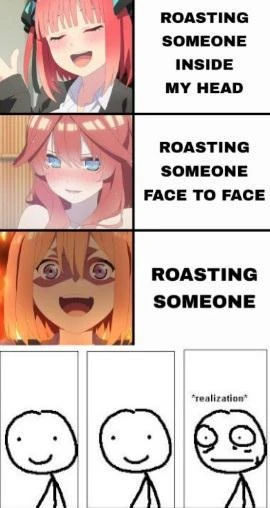 ROASTING
SOMEONE
INSIDE
MY HEAD
ROASTING
SOMEONE
FACE TO FACE
ROASTING
SOMEONE
*realization*